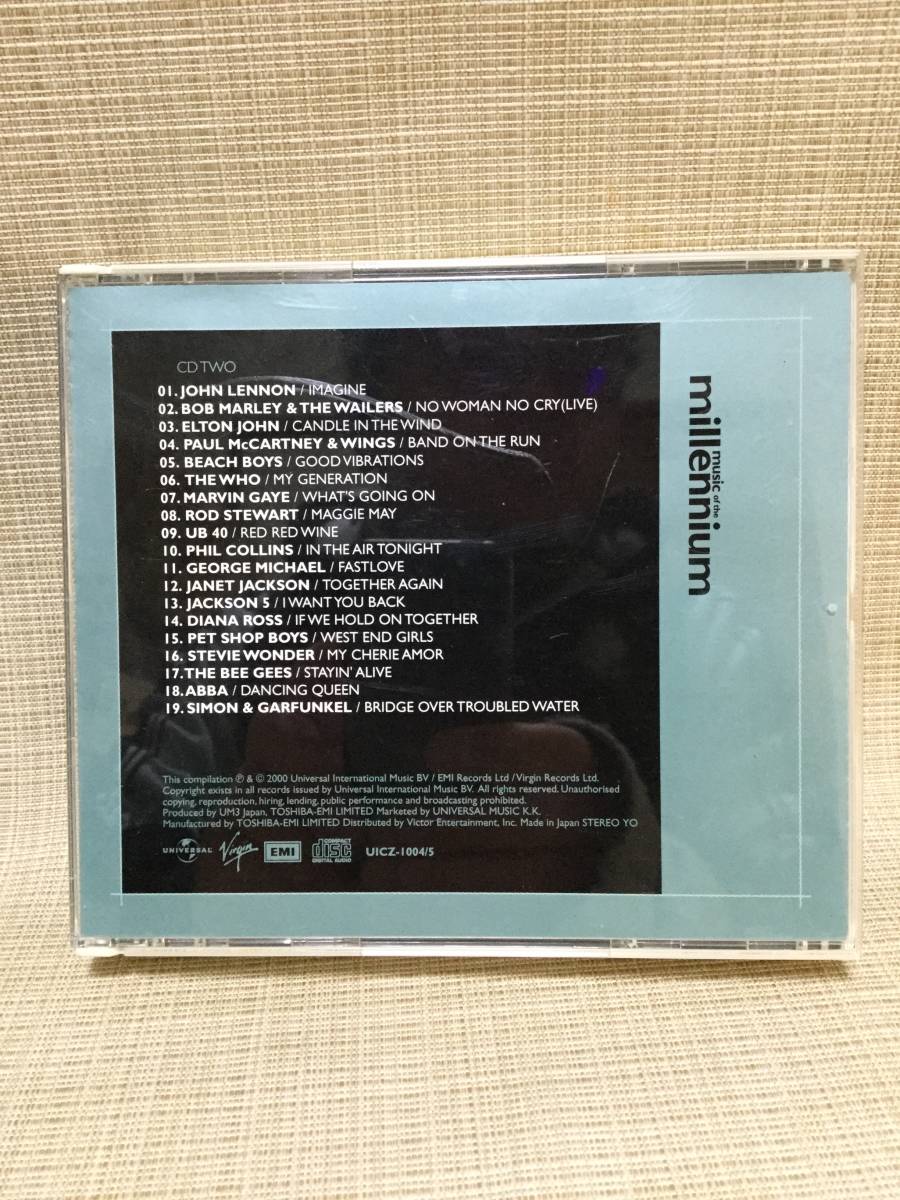 CD TWO
01. JOHN LENNON / IMAGINE
02. BOB MARLEY & THE WAILERS / NO WOMAN NO CRY (LIVE)
03. ELTON JOHN / CANDLE IN THE WIND
04. PAUL McCARTNEY & WINGS / BAND ON THE RUN
05. BEACH BOYS / GOOD VIBRATIONS
06. THE WHO / MY GENERATION
07. MARVIN GAYE / WHAT'S GOING ON
08. ROD STEWART / MAGGIE MAY
09. UB 40 / RED RED WINE
10. PHIL COLLINS / IN THE AIR TONIGHT
11. GEORGE MICHAEL / FASTLOVE
12. JANET JACKSON / TOGETHER AGAIN
13. JACKSON 5 / I WANT YOU BACK
14. DIANA ROSS / IF WE HOLD ON TOGETHER
15. PET SHOP BOYS / WEST END GIRLS
16. STEVIE WONDER / MY CHERIE AMOR
17. THE BEE GEES / STAYIN' ALIVE
18. ABBA / DANCING QUEEN
19. SIMON & GARFUNKEL / BRIDGE OVER TROUBLED WATER
This compilation ℗ & © 2000 Universal International Music BV / EMI Records Ltd / Virgin Records Ltd.
Copyright exists in all records issued by Universal International Music BV. All rights reserved. Unauthorised
copying, reproduction, hiring, lending, public performance and broadcasting prohibited.
Produced by UM3 Japan, TOSHIBA-EMI LIMITED Marketed by UNIVERSAL MUSIC K.K.
Manufactured by TOSHIBA-EMI LIMITED Distributed by Victor Entertainment, Inc. Made in Japan STEREO YO
UNIVERSAL Virgin EMI COMPACT disc DIGITAL AUDIO UICZ-1004/5
music of the
millennium